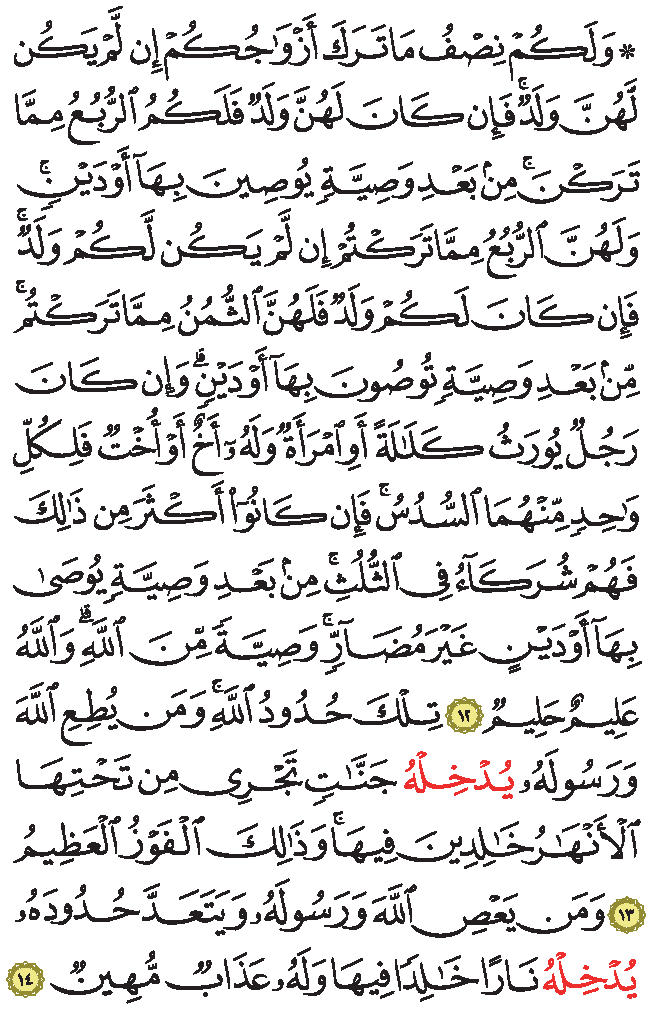 * وَلَكُمْ نِصْفُ مَا تَرَكَ أَزْوَٰجُكُمْ إِن لَّمْ يَكُن
لَّهُنَّ وَلَدٌۚ فَإِن كَانَ لَهُنَّ وَلَدٌ فَلَكُمُ ٱلرُّبُعُ مِمَّا
تَرَكْنَۚ مِنۢ بَعْدِ وَصِيَّةٍ يُوصِينَ بِهَآ أَوْ دَيْنٍۚ
وَلَهُنَّ ٱلرُّبُعُ مِمَّا تَرَكْتُمْ إِن لَّمْ يَكُن لَّكُمْ وَلَدٌۚ
فَإِن كَانَ لَكُمْ وَلَدٌ فَلَهُنَّ ٱلثُّمُنُ مِمَّا تَرَكْتُمۚ
مِّنۢ بَعْدِ وَصِيَّةٍ تُوصُونَ بِهَآ أَوْ دَيْنٍۗ وَإِن كَانَ
رَجُلٌ يُورَثُ كَلَٰلَةً أَوِ ٱمْرَأَةٌ وَلَهُۥٓ أَخٌ أَوْ أُخْتٌ فَلِكُلِّ
وَٰحِدٍ مِّنْهُمَا ٱلسُّدُسُۚ فَإِن كَانُوٓا۟ أَكْثَرَ مِن ذَٰلِكَ
فَهُمْ شُرَكَآءُ فِى ٱلثُّلُثِۚ مِنۢ بَعْدِ وَصِيَّةٍ يُوصَىٰ
بِهَآ أَوْ دَيْنٍ غَيْرَ مُضَآرٍّۚ وَصِيَّةً مِّنَ ٱللَّهِۗ وَٱللَّهُ
عَلِيمٌ حَلِيمٌ ١٢ تِلْكَ حُدُودُ ٱللَّهِۚ وَمَن يُطِعِ ٱللَّهَ
وَرَسُولَهُۥ يُدْخِلْهُ جَنَّٰتٍ تَجْرِى مِن تَحْتِهَا
ٱلْأَنْهَٰرُ خَٰلِدِينَ فِيهَاۚ وَذَٰلِكَ ٱلْفَوْزُ ٱلْعَظِيمُ
١٣ وَمَن يَعْصِ ٱللَّهَ وَرَسُولَهُۥ وَيَتَعَدَّ حُدُودَهُۥ
يُدْخِلْهُ نَارًا خَٰلِدًا فِيهَا وَلَهُۥ عَذَابٌ مُّهِينٌ ١٤